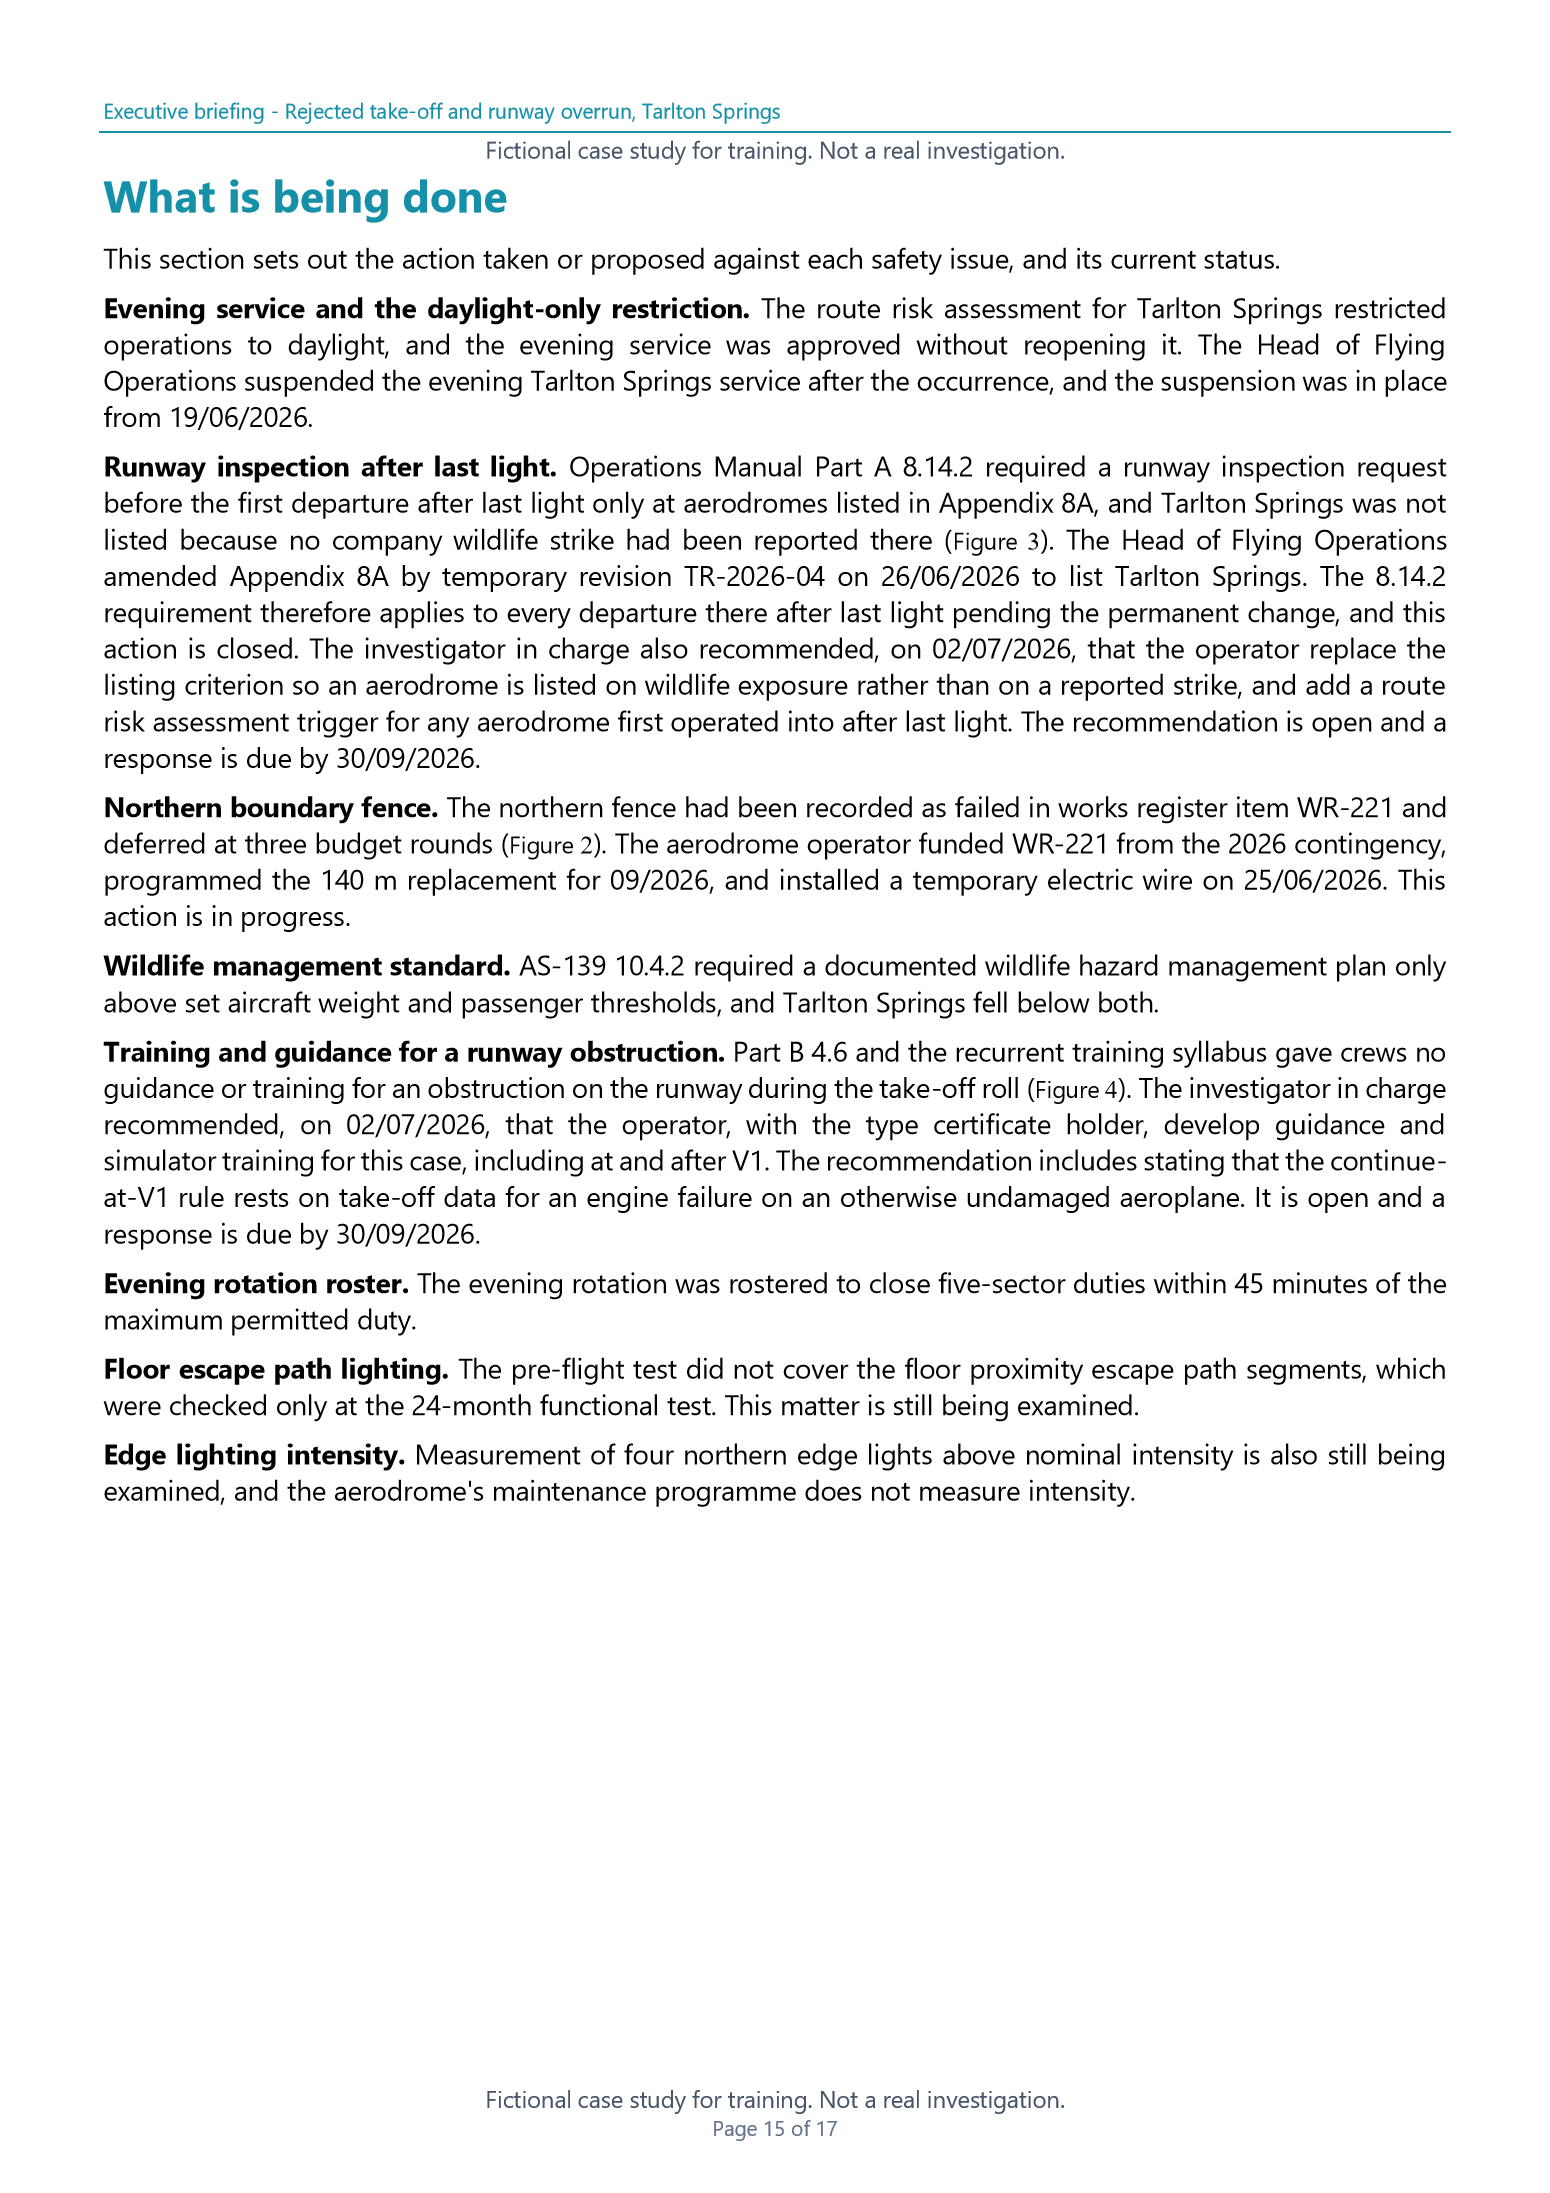 Executive briefing - Rejected take-off and runway overrun, Tarlton Springs
Fictional case study for training. Not a real investigation.
What is being done
This section sets out the action taken or proposed against each safety issue, and its current status.
Evening service and the daylight-only restriction. The route risk assessment for Tarlton Springs restricted
operations to daylight, and the evening service was approved without reopening it. The Head of Flying
Operations suspended the evening Tarlton Springs service after the occurrence, and the suspension was in place
from 19/06/2026.
Runway inspection after last light. Operations Manual Part A 8.14.2 required a runway inspection request
before the first departure after last light only at aerodromes listed in Appendix 8A, and Tarlton Springs was not
listed because no company wildlife strike had been reported there (Figure 3). The Head of Flying Operations
amended Appendix 8A by temporary revision TR-2026-04 on 26/06/2026 to list Tarlton Springs. The 8.14.2
requirement therefore applies to every departure there after last light pending the permanent change, and this
action is closed. The investigator in charge also recommended, on 02/07/2026, that the operator replace the
listing criterion so an aerodrome is listed on wildlife exposure rather than on a reported strike, and add a route
risk assessment trigger for any aerodrome first operated into after last light. The recommendation is open and a
response is due by 30/09/2026.
Northern boundary fence. The northern fence had been recorded as failed in works register item WR-221 and
deferred at three budget rounds (Figure 2). The aerodrome operator funded WR-221 from the 2026 contingency,
programmed the 140 m replacement for 09/2026, and installed a temporary electric wire on 25/06/2026. This
action is in progress.
Wildlife management standard. AS-139 10.4.2 required a documented wildlife hazard management plan only
above set aircraft weight and passenger thresholds, and Tarlton Springs fell below both.
Training and guidance for a runway obstruction. Part B 4.6 and the recurrent training syllabus gave crews no
guidance or training for an obstruction on the runway during the take-off roll (Figure 4). The investigator in charge
recommended, on 02/07/2026, that the operator, with the type certificate holder, develop guidance and
simulator training for this case, including at and after V1. The recommendation includes stating that the continue-
at-V1 rule rests on take-off data for an engine failure on an otherwise undamaged aeroplane. It is open and a
response is due by 30/09/2026.
Evening rotation roster. The evening rotation was rostered to close five-sector duties within 45 minutes of the
maximum permitted duty.
Floor escape path lighting. The pre-flight test did not cover the floor proximity escape path segments, which
were checked only at the 24-month functional test. This matter is still being examined.
Edge lighting intensity. Measurement of four northern edge lights above nominal intensity is also still being
examined, and the aerodrome's maintenance programme does not measure intensity.
Fictional case study for training. Not a real investigation.
Page 15 of 17